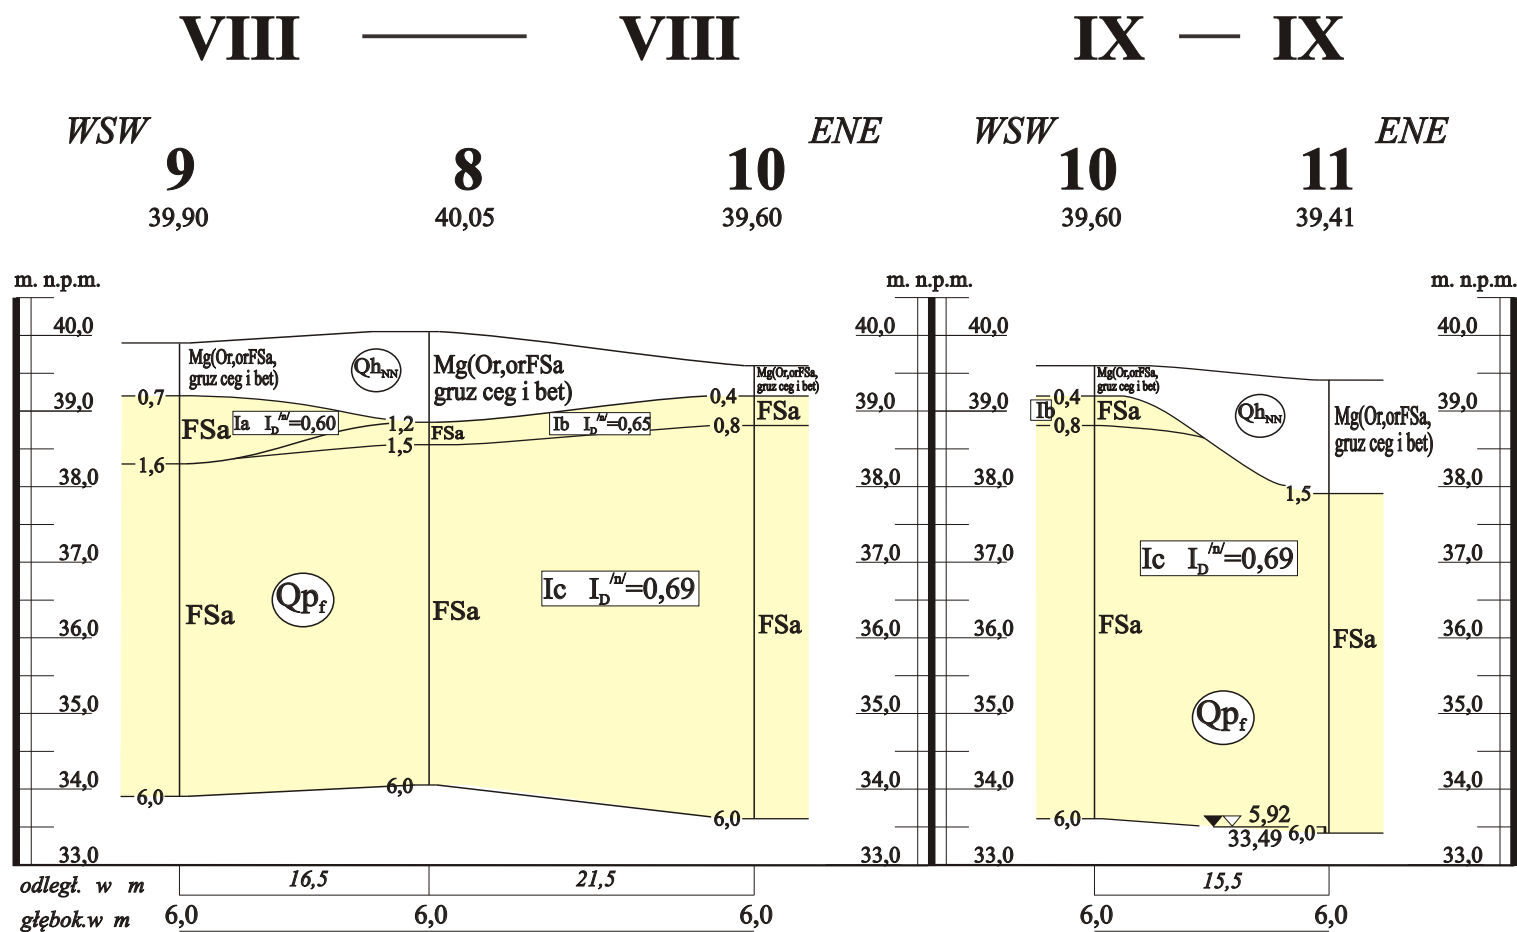 VIII — VIII
IX — IX
WSW
ENE
WSW
ENE
9
8
10
10
11
39,90
40,05
39,60
39,60
39,41
m. n.p.m.
m. n.p.m.
m. n.p.m.
40,0
39,0
38,0
37,0
36,0
35,0
34,0
33,0
Mg(Or,orFSa,
gruz ceg i bet)
0,7
FSa
1,6
FSa
6,0
Ia ID/n/=0,60
QhNN
Qpf
Mg(Or,orFSa
gruz ceg i bet)
1,2
FSa
1,5
FSa
6,0
Ib ID/n/=0,65
Ic ID/n/=0,69
Mg(Or,orFSa,
gruz ceg i bet)
0,4
FSa
0,8
FSa
6,0
40,0
39,0
38,0
37,0
36,0
35,0
34,0
33,0
40,0
39,0
38,0
37,0
36,0
35,0
34,0
33,0
Mg(Or,orFSa,
gruz ceg i bet)
0,4
Ib
FSa
0,8
FSa
6,0
QhNN
Ic ID/n/=0,69
Qpf
Mg(Or,orFSa,
gruz ceg i bet)
1,5
FSa
5,92
33,49
6,0
40,0
39,0
38,0
37,0
36,0
35,0
34,0
33,0
odległ. w m
16,5
21,5
15,5
głębok.w m
6,0
6,0
6,0
6,0
6,0